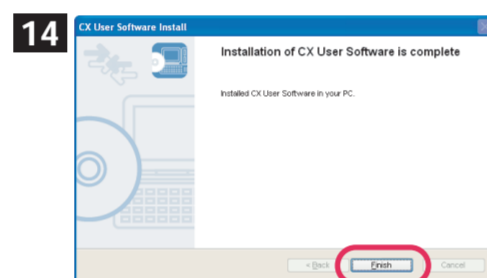 14
CX User Software Install
Installation of CX User Software is complete
Installed CX User Software in your PC.
< Back
Finish
Cancel